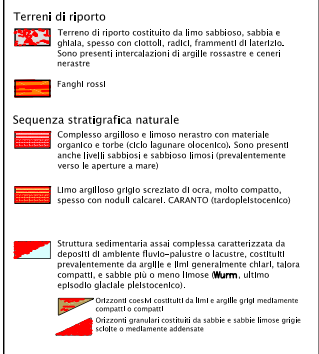 Terreni di riporto
Terreno di riporto costituito da limo sabbioso, sabbia e
ghiaia, spesso con ciottoli, radici, frammenti di laterizio.
Sono presenti intercalazioni di argille rossastre e ceneri
nerastre
Fanghi rossi
Sequenza stratigrafica naturale
Complesso argilloso e limoso nerastro con materiale
organico e torbe (ciclo lagunare olocenico). Sono presenti
anche livelli sabbiosi e sabbioso limosi (prevalentemente
verso le aperture a mare)
Limo argilloso grigio screziato di ocra, molto compatto,
spesso con noduli calcarei. CARANTO (tardopleistocenico)
Struttura sedimentaria assai complessa caratterizzata da
depositi di ambiente fluvio-palustre o lacustre, costituiti
prevalentemente da argille e limi generalmente chiari, talora
compatti, e sabbie più o meno limose (Wurm, ultimo
episodio glaciale pleistocenico).
Orizzonti coesivi costituiti da limi e argille grigi mediamente
compatti o compatti
Orizzonti granulari costituiti da sabbie e sabbie limose grigie
sciolte o mediamente addensate